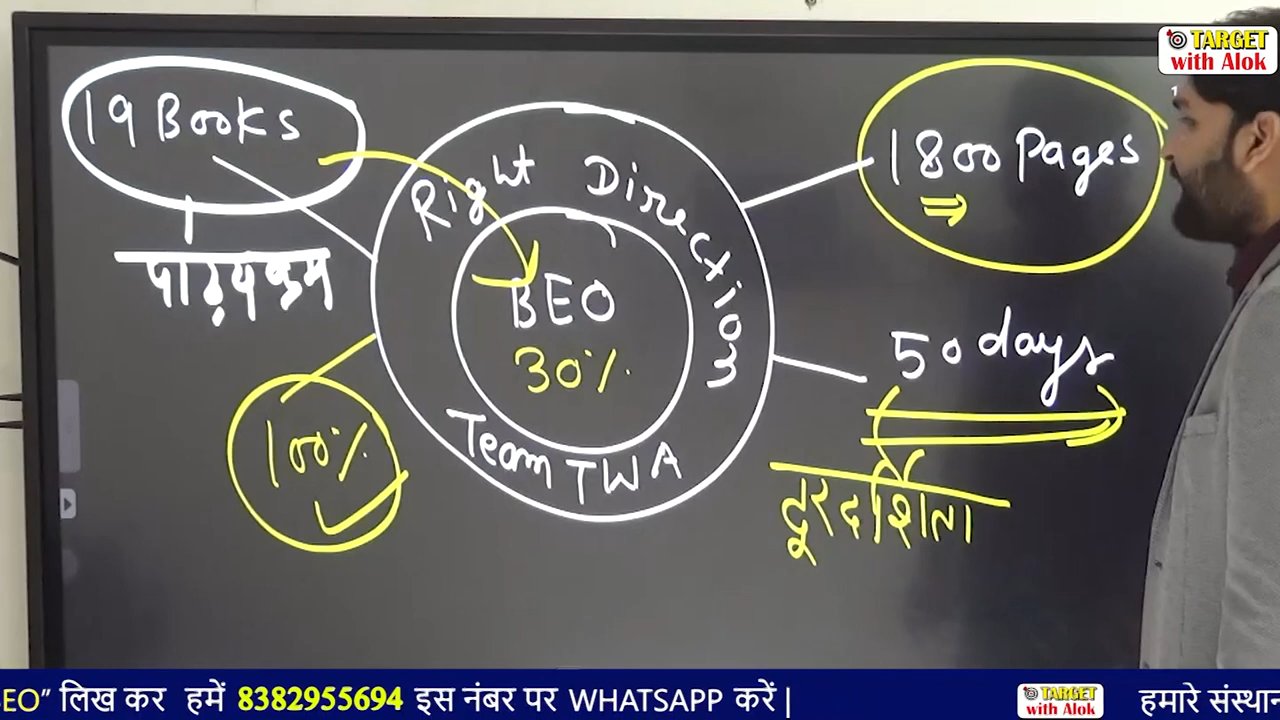 TARGET
with Alok
19 Books
पाठ्यक्रम
100%
Right Direction
BEO
30%
Team TWA
1800 Pages
50 days
दूरदर्शिता
BEO” लिख कर हमें 8382955694 इस नंबर पर WHATSAPP करें |
TARGET
with Alok
हमारे संस्थान